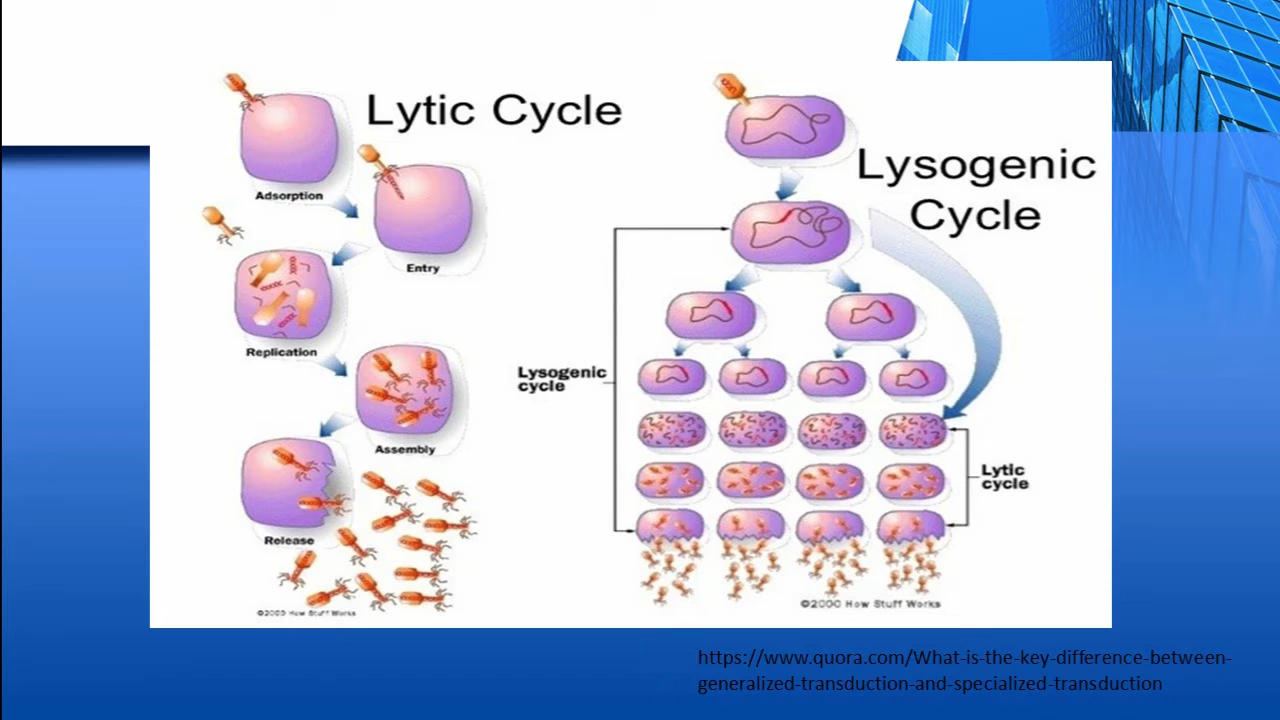 Lytic Cycle
Adsorption
Entry
Replication
Assembly
Release
©2000 How Stuff Works
Lysogenic
Cycle
Lysogenic
cycle
Lytic
cycle
©2000 How Stuff Works
https://www.quora.com/What-is-the-key-difference-between-
generalized-transduction-and-specialized-transduction